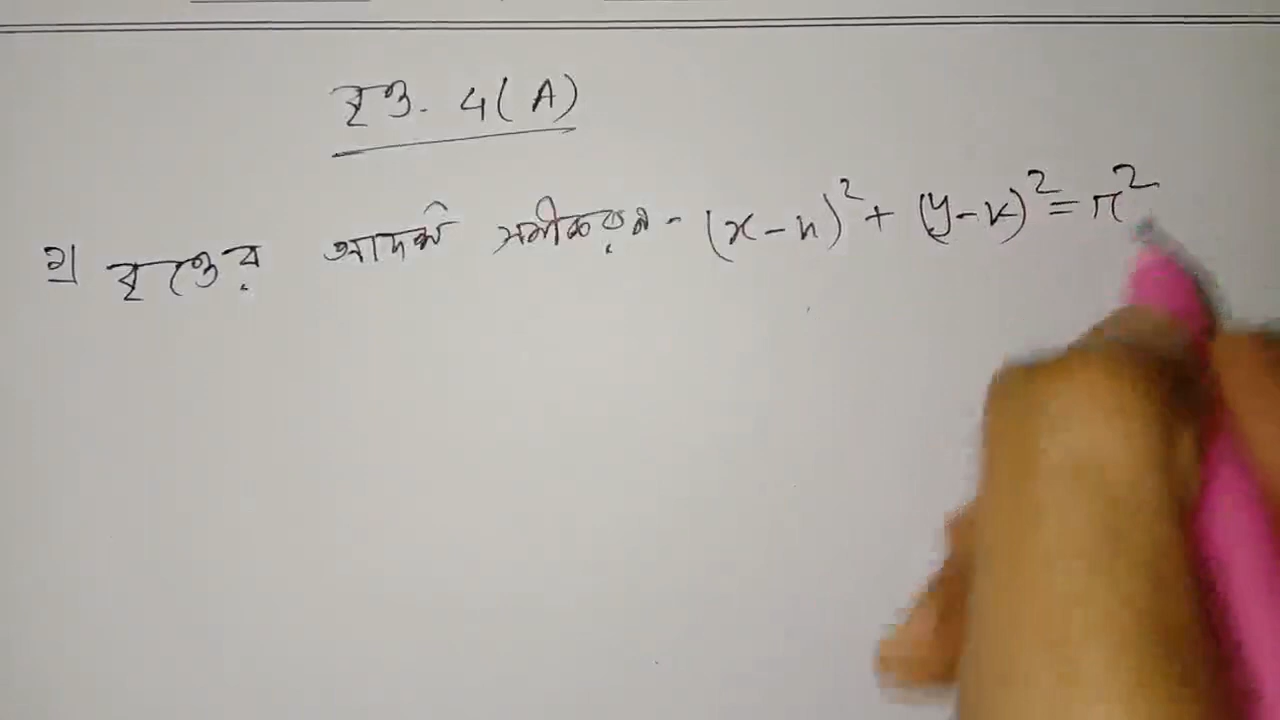 বৃত্ত. 4(A)
বৃত্তের আদর্শ সমীকরণ - (x-h)² + (y-k)² = r²